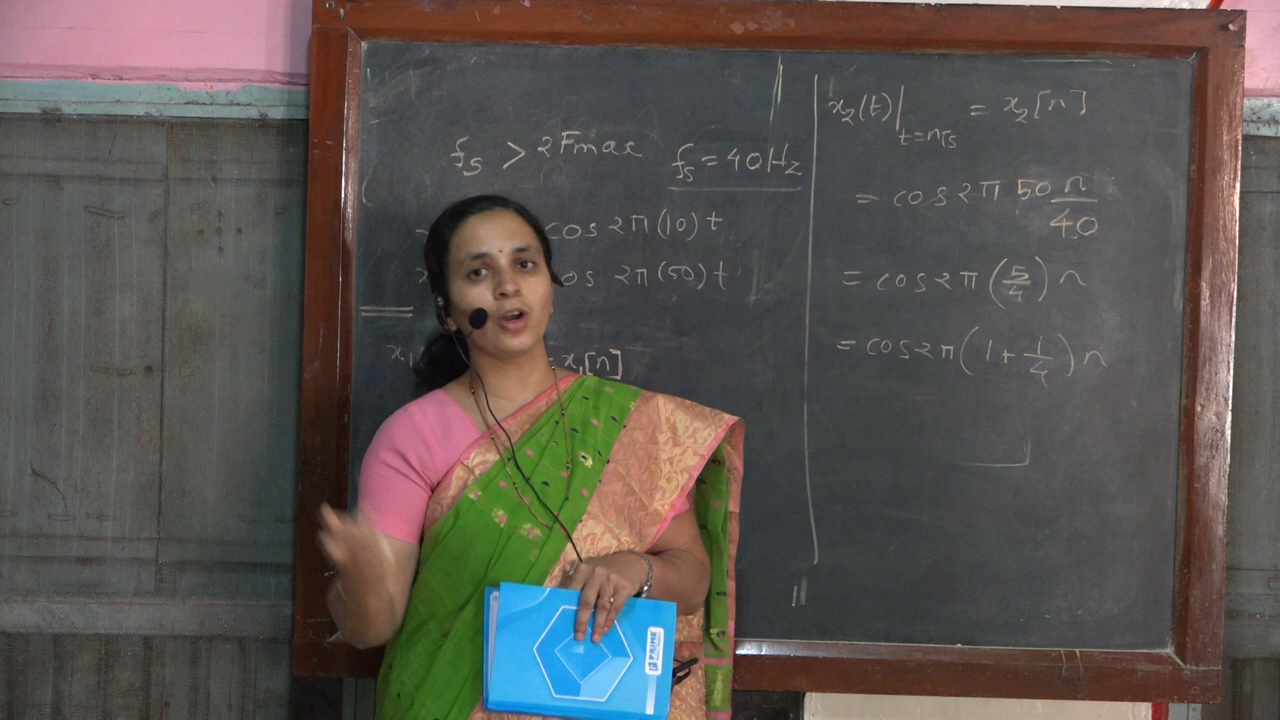 fs > 2Fmax fs = 40Hz
cos 2π(10)t
cos 2π(50)t
x1 = x1[n]
x2(t)|t=nTs = x2[n]
= cos 2π 50 n/40
= cos 2π (5/4) n
= cos 2π (1 + 1/4) n
PRIME